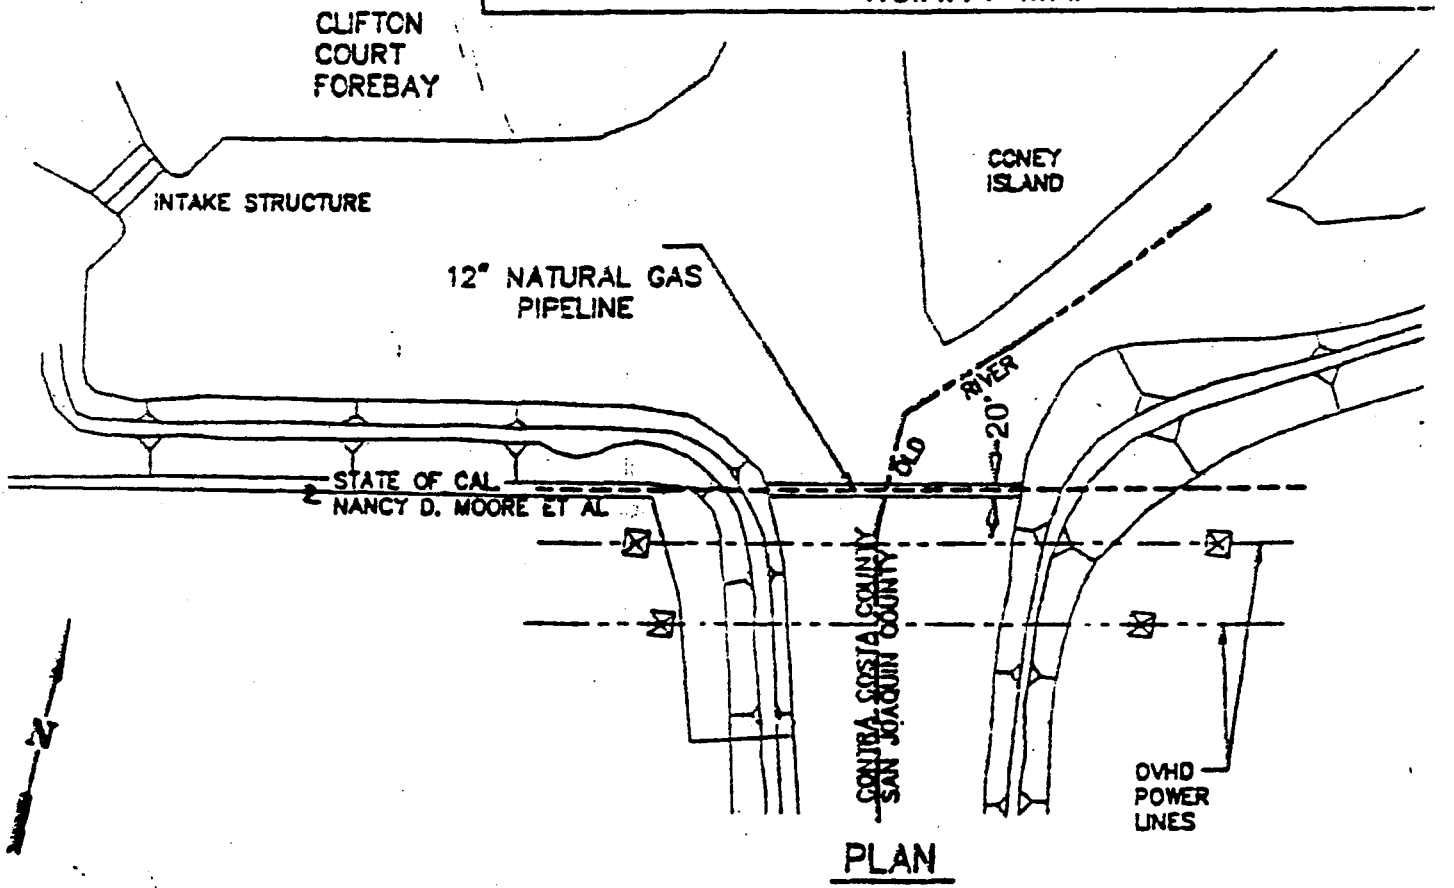 CLIFTON
COURT
FOREBAY
INTAKE STRUCTURE
CONEY
ISLAND
12" NATURAL GAS
PIPELINE
OLD
RIVER
20'
STATE OF CAL
NANCY D. MOORE ET AL
CONTRA COSTA COUNTY
SAN JOAQUIN COUNTY
N
OVHD
POWER
LINES
PLAN